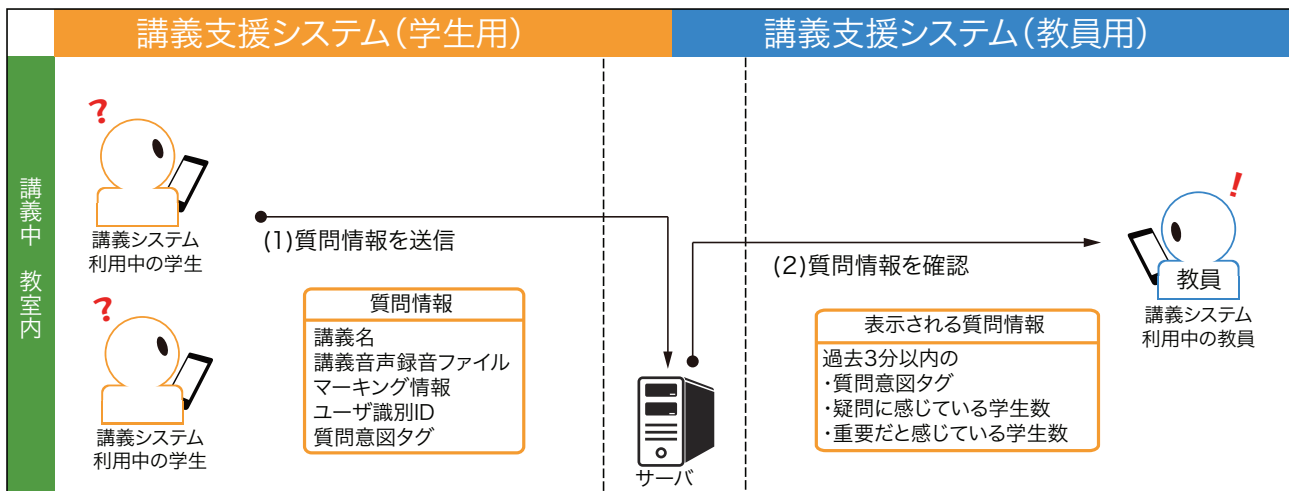 講義支援システム(学生用)
講義支援システム(教員用)
講義中 教室内
?
講義システム
利用中の学生
?
講義システム
利用中の学生
(1)質問情報を送信
質問情報
講義名
講義音声録音ファイル
マーキング情報
ユーザ識別ID
質問意図タグ
サーバ
(2)質問情報を確認
表示される質問情報
過去3分以内の
・質問意図タグ
・疑問に感じている学生数
・重要だと感じている学生数
!
教員
講義システム
利用中の教員